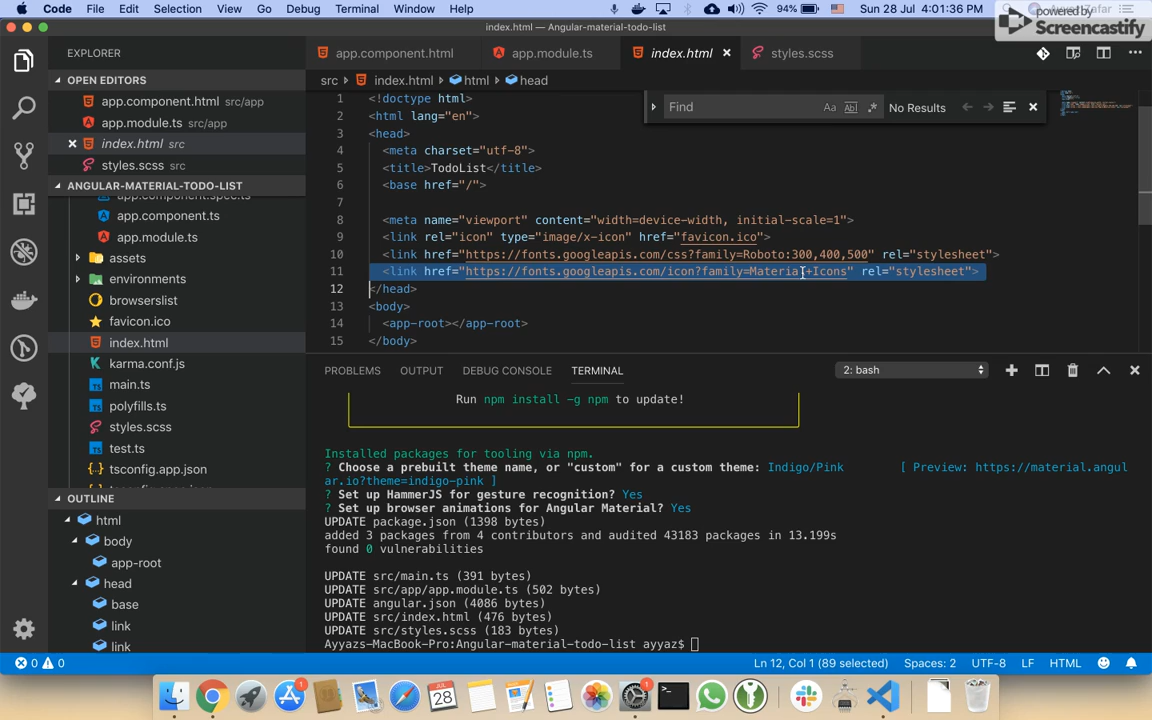 Code File Edit Selection View Go Debug Terminal Window Help
94% Sun 28 Jul 4:01:36 PM
powered by
Screencastify
index.html — Angular-material-todo-list
EXPLORER
app.component.html app.module.ts index.html styles.scss
OPEN EDITORS
src index.html html head
app.component.html src/app
app.module.ts src/app
index.html src
styles.scss src
Find
Aa Abl .* No Results
ANGULAR-MATERIAL-TODO-LIST
app.component.spec.ts
app.component.ts
app.module.ts
assets
environments
browserslist
favicon.ico
index.html
karma.conf.js
main.ts
polyfills.ts
styles.scss
test.ts
tsconfig.app.json
OUTLINE
html
body
app-root
head
base
link
link
1 <!doctype html>
2 <html lang="en">
3 <head>
4 <meta charset="utf-8">
5 <title>TodoList</title>
6 <base href="/">
7
8 <meta name="viewport" content="width=device-width, initial-scale=1">
9 <link rel="icon" type="image/x-icon" href="favicon.ico">
10 <link href="https://fonts.googleapis.com/css?family=Roboto:300,400,500" rel="stylesheet">
11 <link href="https://fonts.googleapis.com/icon?family=Material+Icons" rel="stylesheet">
12 </head>
13 <body>
14 <app-root></app-root>
15 </body>
PROBLEMS OUTPUT DEBUG CONSOLE TERMINAL 2: bash
Run npm install -g npm to update!
Installed packages for tooling via npm.
? Choose a prebuilt theme name, or "custom" for a custom theme: Indigo/Pink [ Preview: https://material.angul
ar.io?theme=indigo-pink ]
? Set up HammerJS for gesture recognition? Yes
? Set up browser animations for Angular Material? Yes
UPDATE package.json (1398 bytes)
added 3 packages from 4 contributors and audited 43183 packages in 13.199s
found 0 vulnerabilities
UPDATE src/main.ts (391 bytes)
UPDATE src/app/app.module.ts (502 bytes)
UPDATE angular.json (4086 bytes)
UPDATE src/index.html (476 bytes)
UPDATE src/styles.scss (183 bytes)
Ayyazs-MacBook-Pro:Angular-material-todo-list ayyaz$
0 0 Ln 12, Col 1 (89 selected) Spaces: 2 UTF-8 LF HTML 1
1 28 1